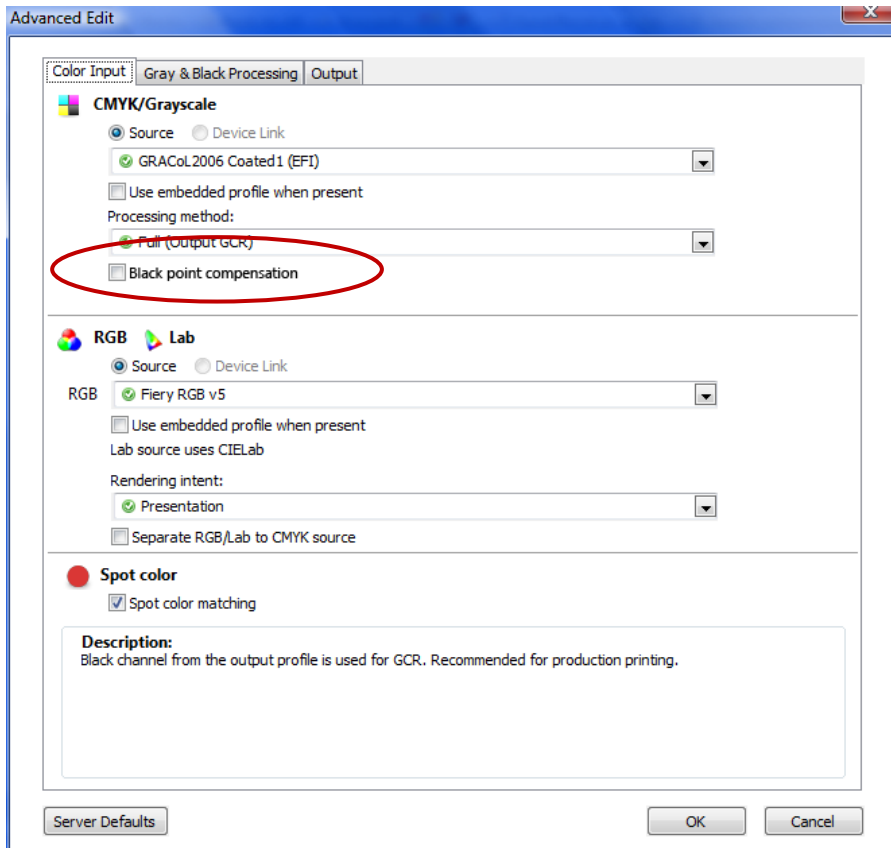 Advanced Edit
Color Input Gray & Black Processing Output
CMYK/Grayscale
Source Device Link
GRACoL2006 Coated1 (EFI)
Use embedded profile when present
Processing method:
Full (Output GCR)
Black point compensation
RGB Lab
Source Device Link
RGB Fiery RGB v5
Use embedded profile when present
Lab source uses CIELab
Rendering intent:
Presentation
Separate RGB/Lab to CMYK source
Spot color
Spot color matching
Description:
Black channel from the output profile is used for GCR. Recommended for production printing.
Server Defaults OK Cancel